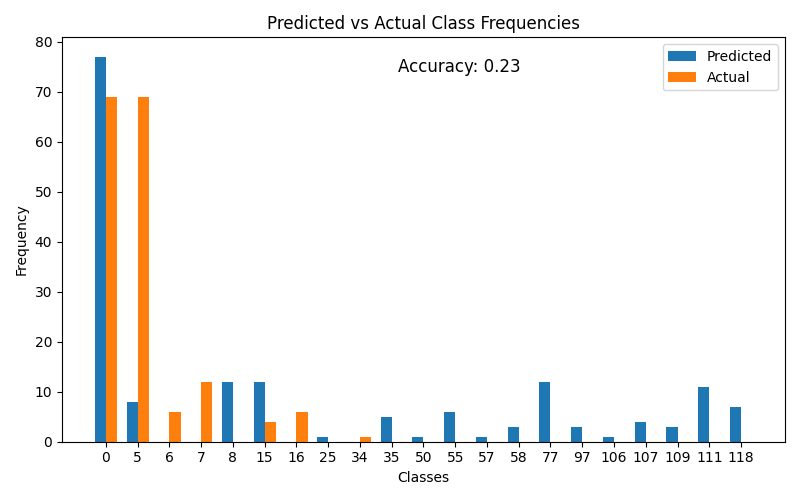 Predicted vs Actual Class Frequencies
Accuracy: 0.23
Predicted
Actual
80
70
60
50
40
30
20
10
0
Frequency
0 5 6 7 8 15 16 25 34 35 50 55 57 58 77 97 106 107 109 111 118
Classes